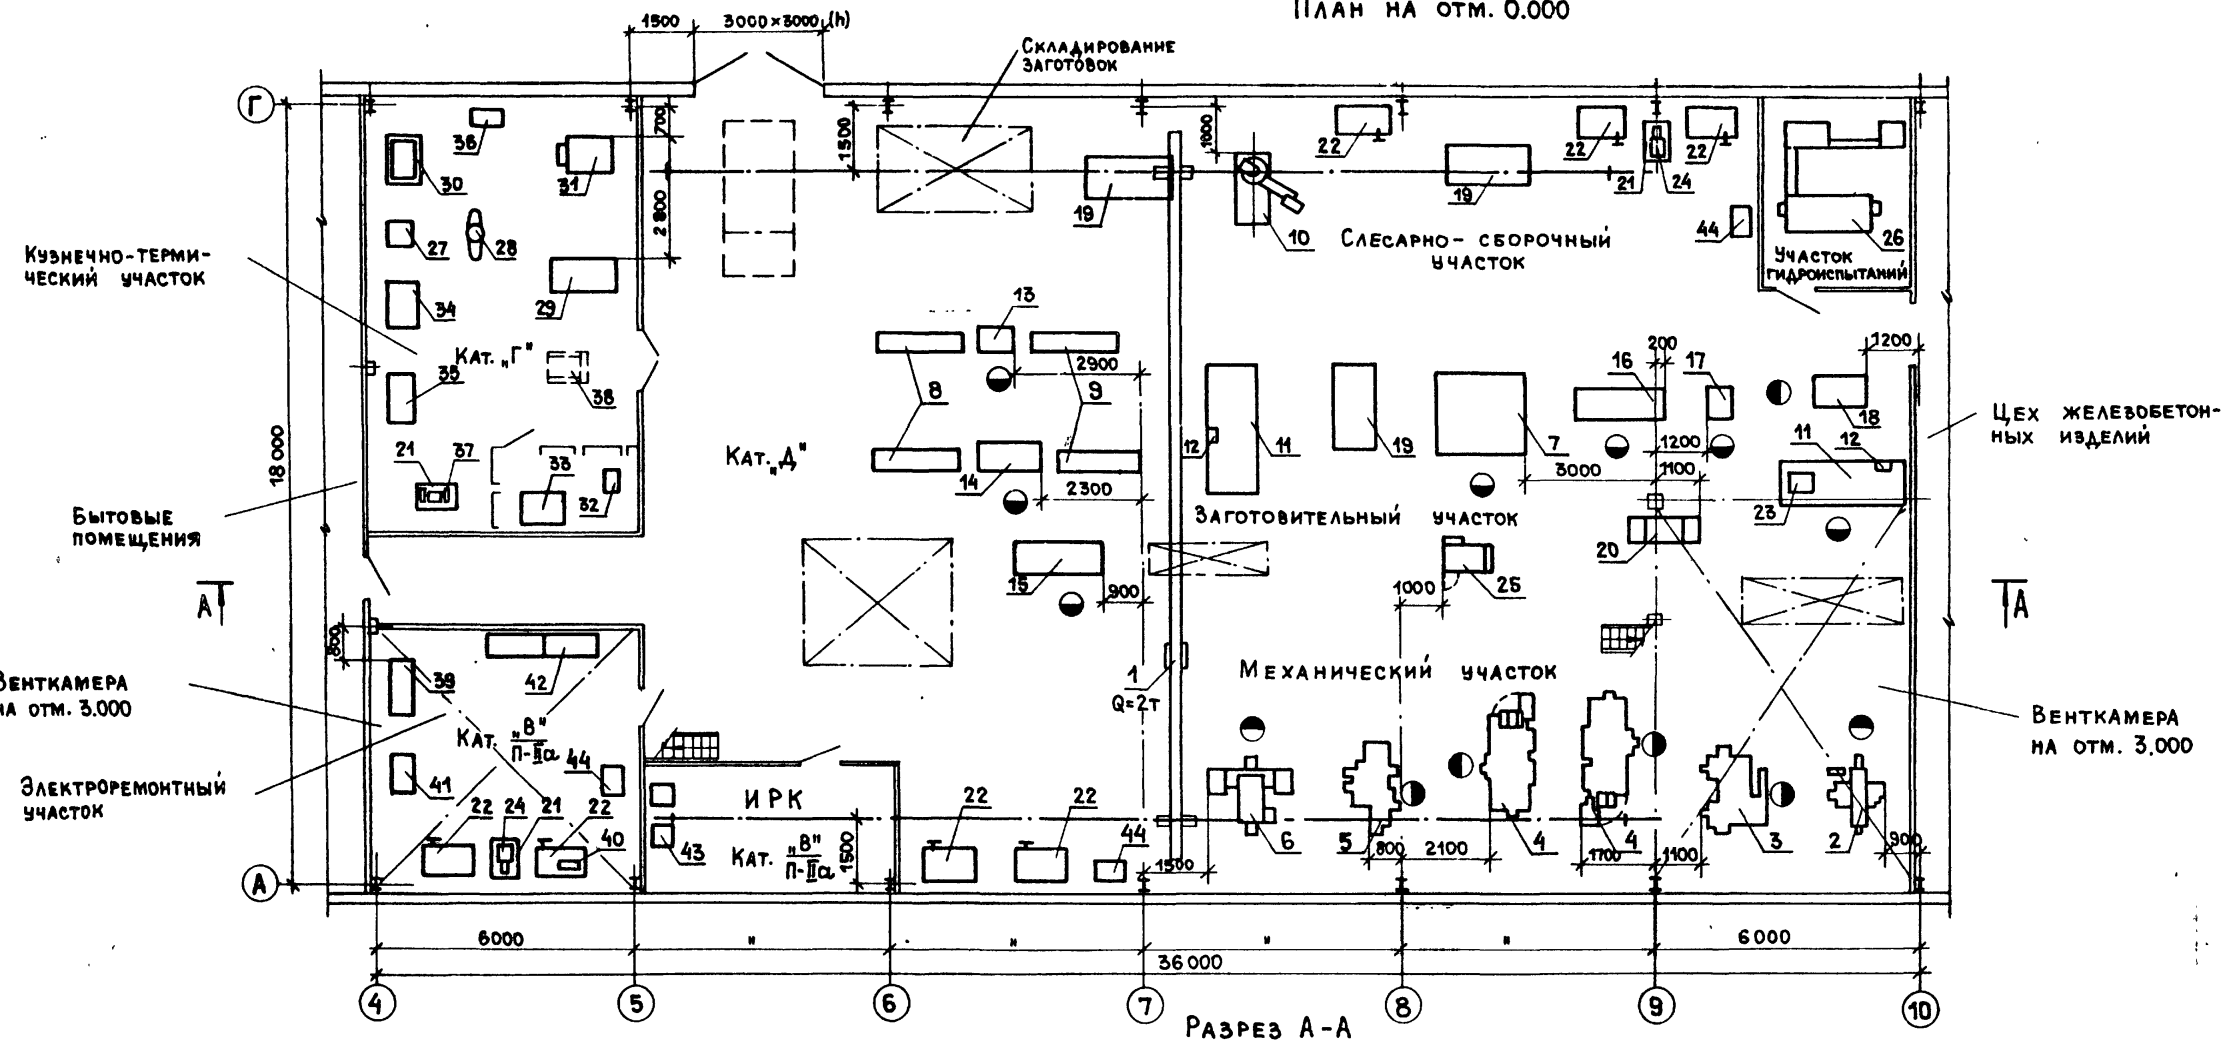 План на отм. 0.000
1500
3000×3000 (h)
Складирование
заготовок
Г
36
30
31
700
1500
1000
22
22
22
21
24
19
19
10
2800
44
26
27
28
Слесарно-сборочный
участок
Участок
гидроиспытаний
Кузнечно-терми-
ческий участок
34
29
13
Кат. „Г"
35
38
2900
8
9
200
16
17
1200
18
18000
Кат. „Д"
12
11
19
7
1200
11
12
Цех железобетон-
ных изделий
21
37
33
32
14
2300
3000
1100
23
Бытовые
помещения
Заготовительный участок
20
15
900
1000
25
А
А
800
39
42
1
Q=2т
Механический участок
Венткамера
на отм. 3.000
Кат. „В"
П-IIа
44
41
Венткамера
на отм. 3,000
Электроремонтный
участок
22
24
21
22
40
ИРК
43
Кат. „В"
П-IIа
1500
22
22
44
1500
6
5
800
2100
4
1700
4
1100
3
2
900
А
6000
"
"
"
"
6000
36000
4
5
6
7
8
9
10
Разрез А-А